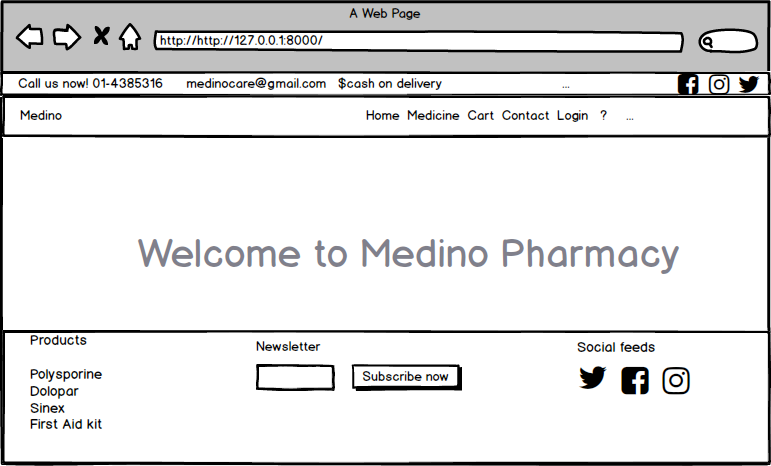 A Web Page
http://http://127.0.0.1:8000/
Call us now! 01-4385316 medinocare@gmail.com $cash on delivery ...
Medino Home Medicine Cart Contact Login ? ...
Welcome to Medino Pharmacy
Products
Newsletter
Social feeds
Polysporine
Dolopar
Sinex
First Aid kit
Subscribe now